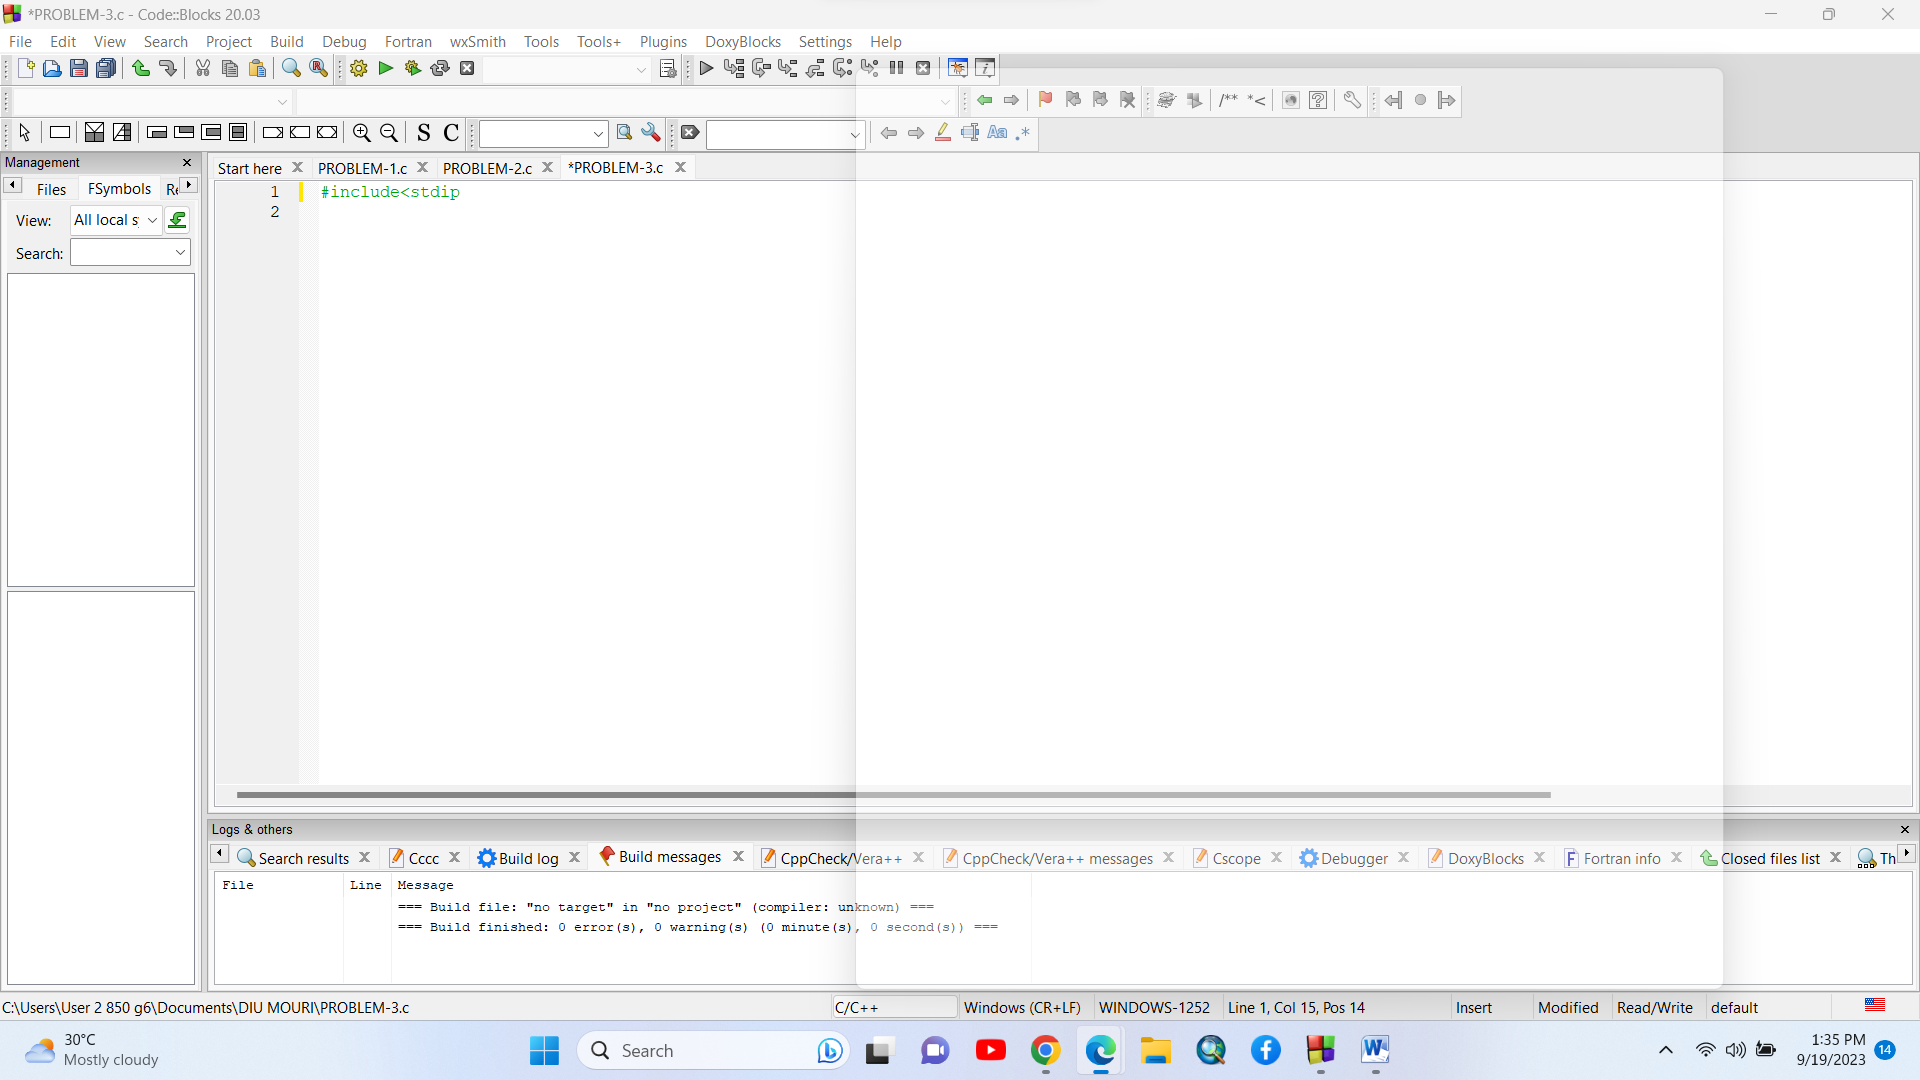 *PROBLEM-3.c - Code::Blocks 20.03
File Edit View Search Project Build Debug Fortran wxSmith Tools Tools+ Plugins DoxyBlocks Settings Help
/** *<
S C
Aa .*
Management
Start here PROBLEM-1.c PROBLEM-2.c *PROBLEM-3.c
Files FSymbols Re
View: All local s
Search:
1 #include<stdip
2
Logs & others
Search results Cccc Build log Build messages CppCheck/Vera++ CppCheck/Vera++ messages Cscope Debugger DoxyBlocks Fortran info Closed files list Th
File Line Message
=== Build file: "no target" in "no project" (compiler: unknown) ===
=== Build finished: 0 error(s), 0 warning(s) (0 minute(s), 0 second(s)) ===
C:\Users\User 2 850 g6\Documents\DIU MOURI\PROBLEM-3.c C/C++ Windows (CR+LF) WINDOWS-1252 Line 1, Col 15, Pos 14 Insert Modified Read/Write default
30°C
Mostly cloudy
Search
1:35 PM
9/19/2023
14